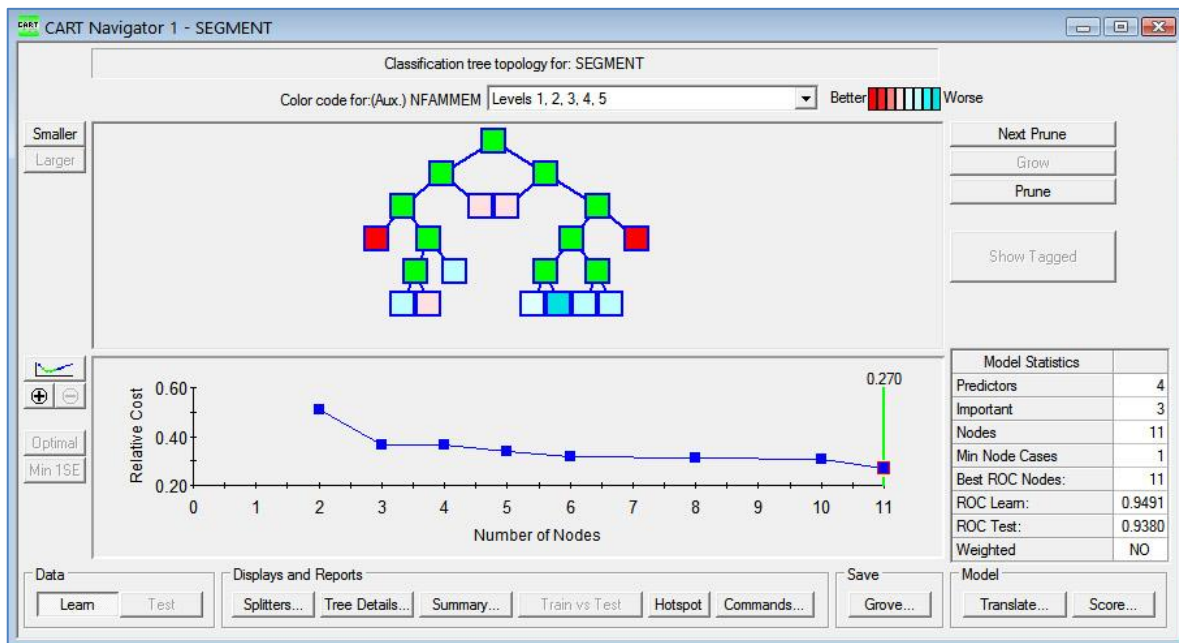 CART Navigator 1 - SEGMENT
Classification tree topology for: SEGMENT
Color code for:(Aux.) NFAMMEM Levels 1, 2, 3, 4, 5 Better Worse
Smaller
Larger
Next Prune
Grow
Prune
Show Tagged
Optimal
Min 1SE
Relative Cost
0.60
0.40
0.20
0.270
0 1 2 3 4 5 6 7 8 9 10 11
Number of Nodes
Model Statistics
Predictors 4
Important 3
Nodes 11
Min Node Cases 1
Best ROC Nodes: 11
ROC Learn: 0.9491
ROC Test: 0.9380
Weighted NO
Data
Learn Test
Displays and Reports
Splitters... Tree Details... Summary... Train vs Test Hotspot Commands...
Save
Grove...
Model
Translate... Score...